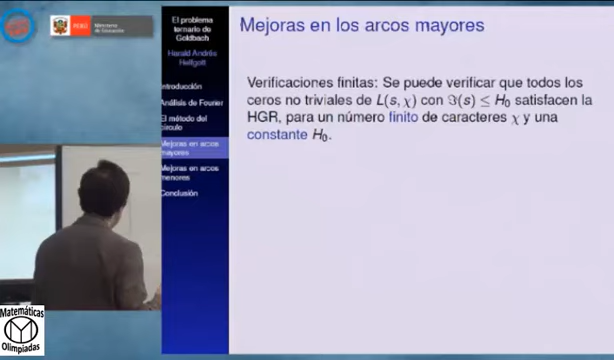 PERÚ
Ministerio
de Educación
El problema
ternario de
Goldbach
Harald Andrés
Helfgott
Introducción
Análisis de Fourier
El método del
círculo
Mejoras en arcos
mayores
Mejoras en arcos
menores
Conclusión
Mejoras en los arcos mayores
Verificaciones finitas: Se puede verificar que todos los
ceros no triviales de L(s, χ) con ℑ(s) ≤ H₀ satisfacen la
HGR, para un número finito de caracteres χ y una
constante H₀.
Matemáticas
Olimpiadas